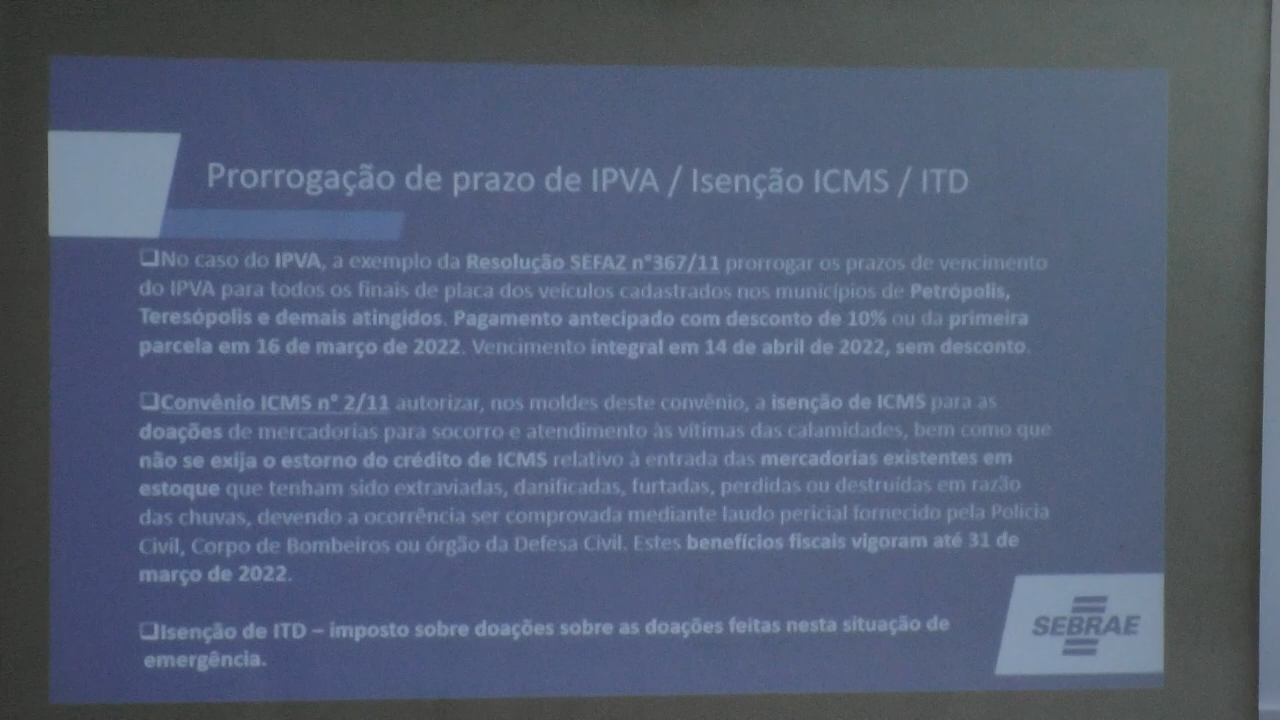 Prorrogação de prazo de IPVA / Isenção ICMS / ITD
❑No caso do IPVA, a exemplo da Resolução SEFAZ n°367/11 prorrogar os prazos de vencimento
do IPVA para todos os finais de placa dos veículos cadastrados nos municípios de Petrópolis,
Teresópolis e demais atingidos. Pagamento antecipado com desconto de 10% ou da primeira
parcela em 16 de março de 2022. Vencimento integral em 14 de abril de 2022, sem desconto.
❑Convênio ICMS n° 2/11 autorizar, nos moldes deste convênio, a isenção de ICMS para as
doações de mercadorias para socorro e atendimento às vítimas das calamidades, bem como que
não se exija o estorno do crédito de ICMS relativo à entrada das mercadorias existentes em
estoque que tenham sido extraviadas, danificadas, furtadas, perdidas ou destruídas em razão
das chuvas, devendo a ocorrência ser comprovada mediante laudo pericial fornecido pela Polícia
Civil, Corpo de Bombeiros ou órgão da Defesa Civil. Estes benefícios fiscais vigoram até 31 de
março de 2022.
❑Isenção de ITD – imposto sobre doações sobre as doações feitas nesta situação de
emergência.
SEBRAE